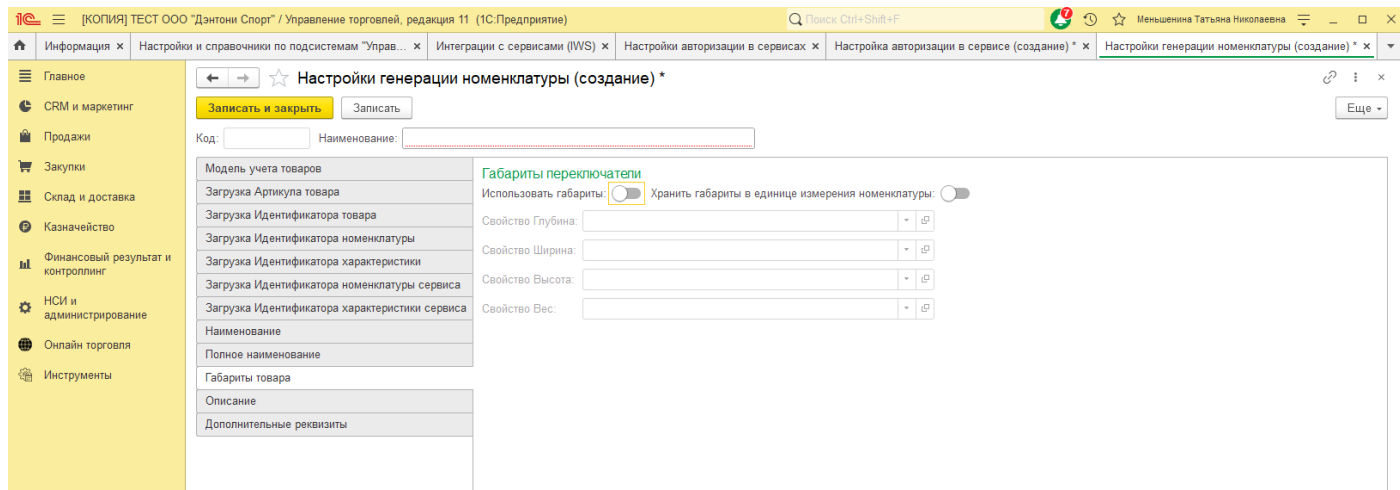 [КОПИЯ] ТЕСТ ООО "Дэнтони Спорт" / Управление торговлей, редакция 11 (1С:Предприятие) Поиск Ctrl+Shift+F 7 Меньшенина Татьяна Николаевна
Информация × Настройки и справочники по подсистемам "Управ... × Интеграции с сервисами (IWS) × Настройки авторизации в сервисах × Настройка авторизации в сервисе (создание) * × Настройки генерации номенклатуры (создание) * ×
Главное
CRM и маркетинг
Продажи
Закупки
Склад и доставка
Казначейство
Финансовый результат и
контроллинг
НСИ и
администрирование
Онлайн торговля
Инструменты
Настройки генерации номенклатуры (создание) *
Записать и закрыть Записать Еще
Код: Наименование:
Модель учета товаров
Загрузка Артикула товара
Загрузка Идентификатора товара
Загрузка Идентификатора номенклатуры
Загрузка Идентификатора характеристики
Загрузка Идентификатора номенклатуры сервиса
Загрузка Идентификатора характеристики сервиса
Наименование
Полное наименование
Габариты товара
Описание
Дополнительные реквизиты
Габариты переключатели
Использовать габариты: Хранить габариты в единице измерения номенклатуры:
Свойство Глубина:
Свойство Ширина:
Свойство Высота:
Свойство Вес: